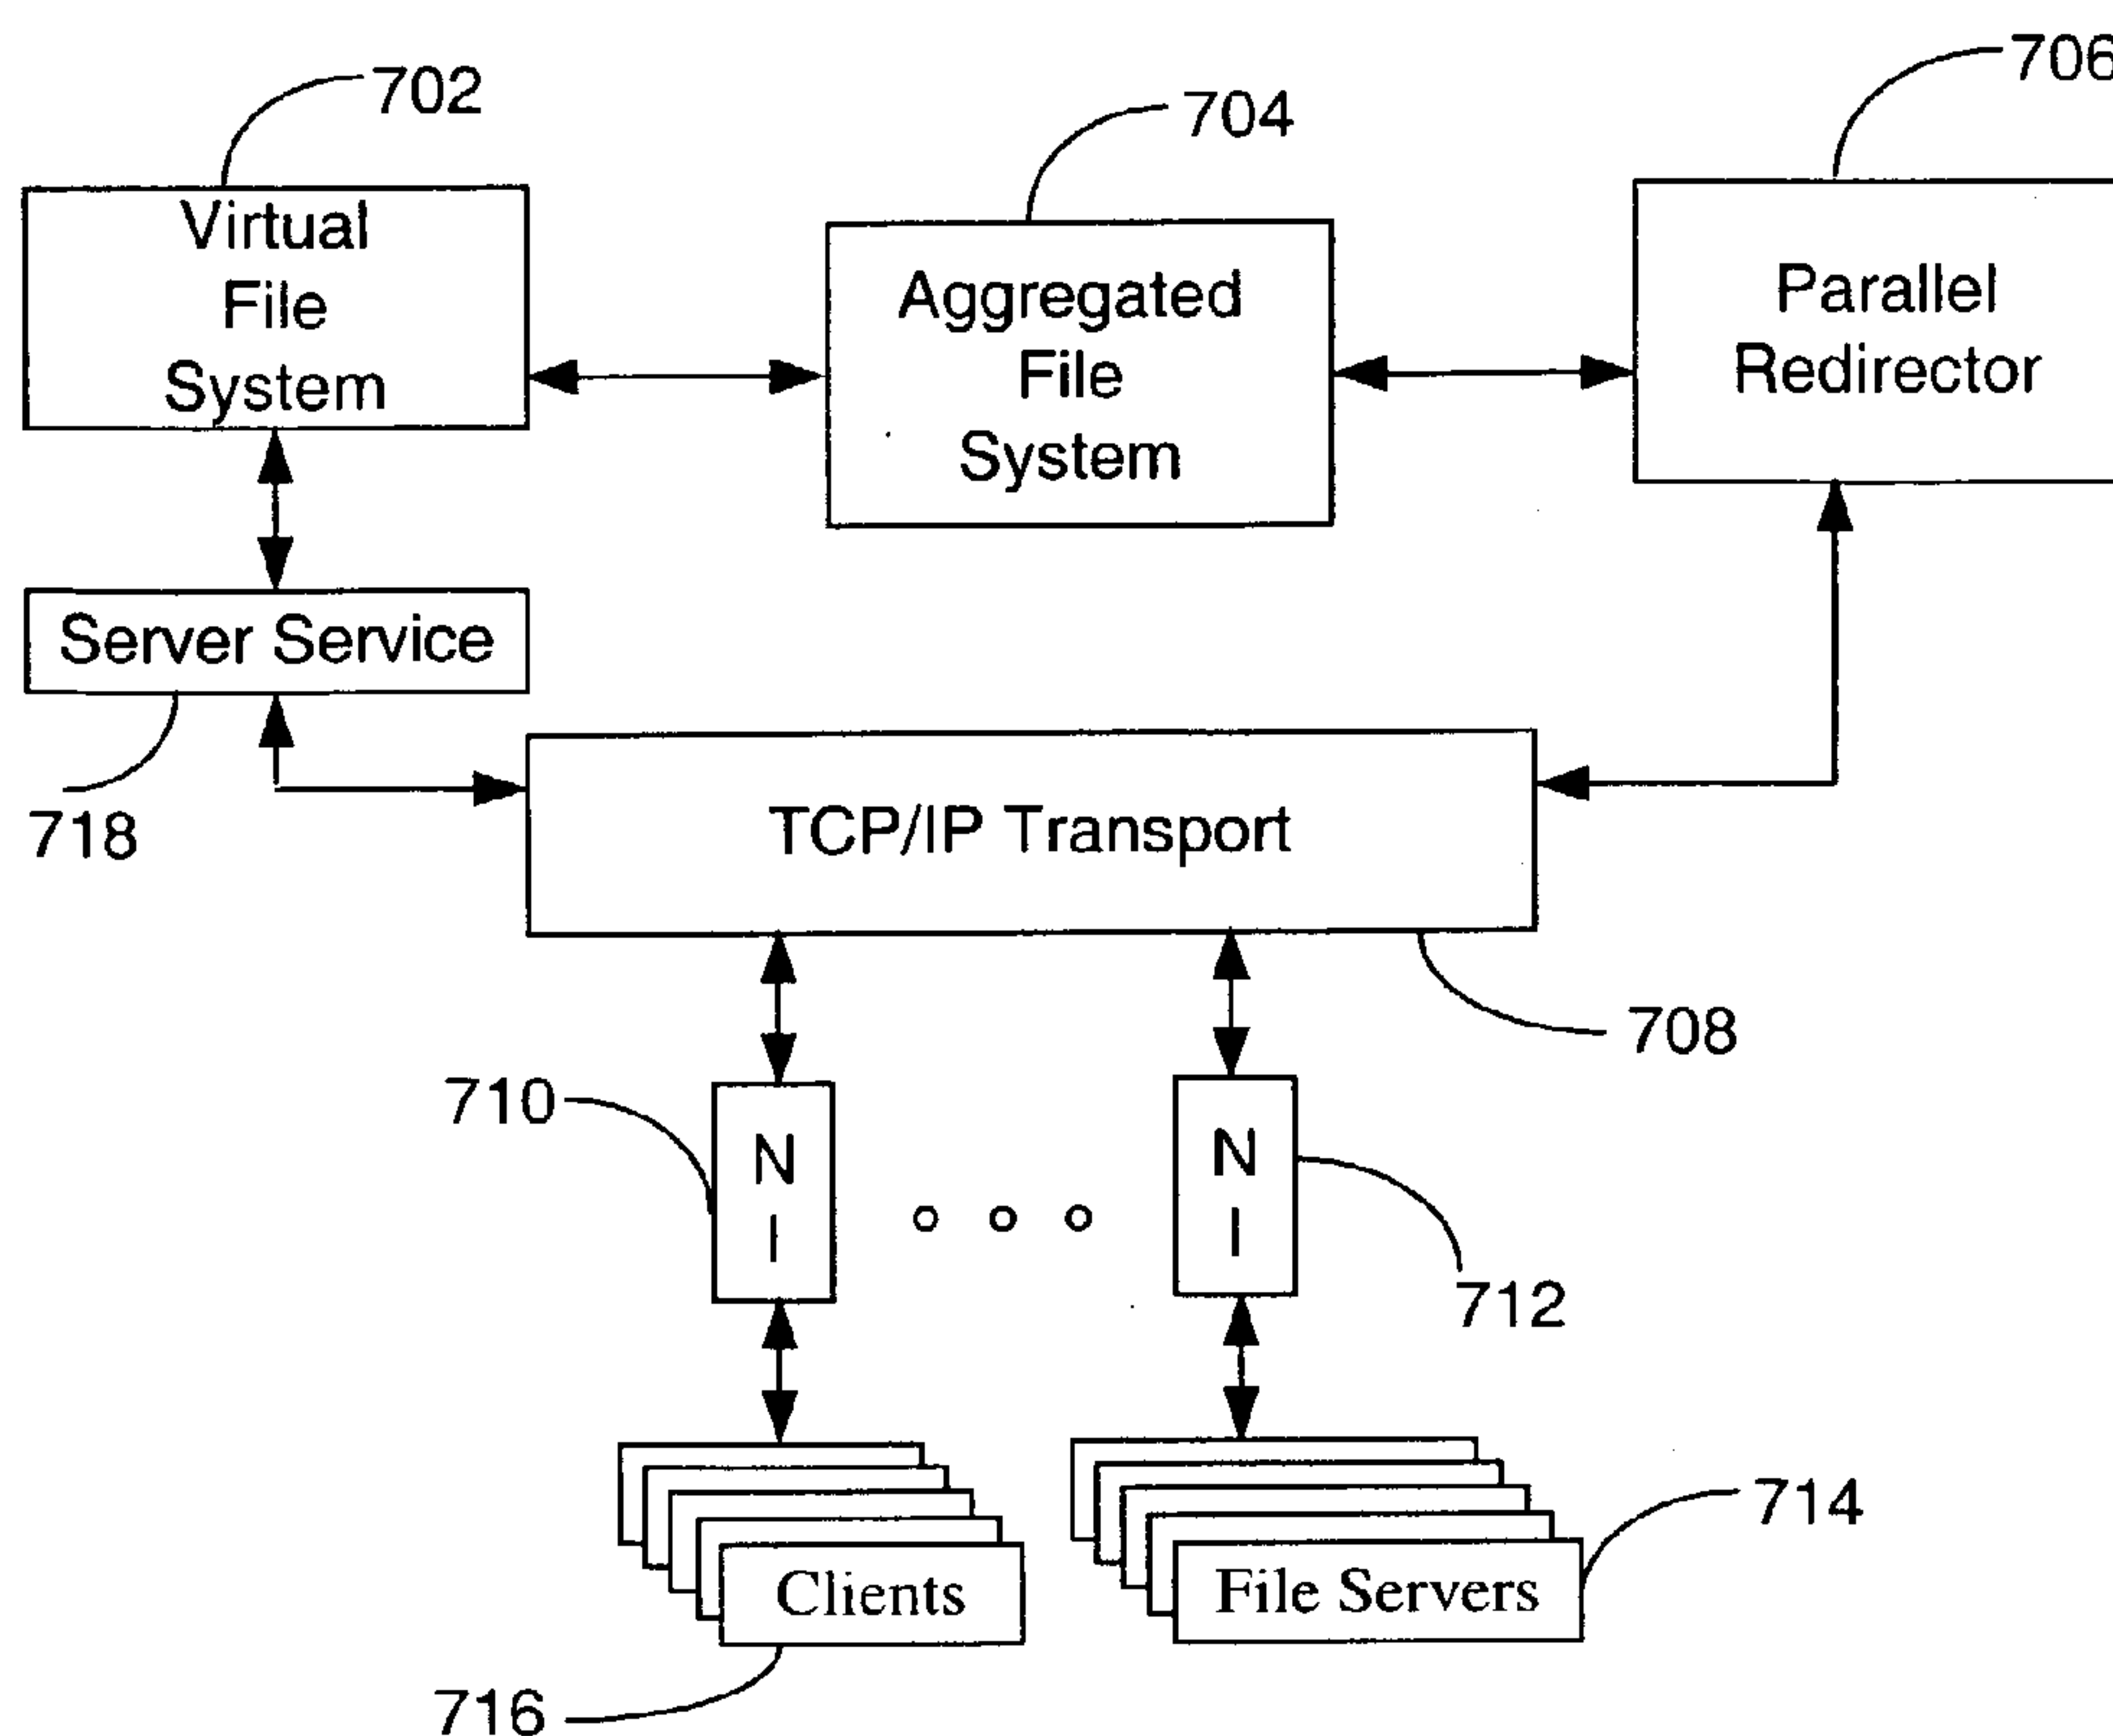 702
704
706
Virtual
File
System
Aggregated
File
System
Parallel
Redirector
Server Service
718
TCP/IP Transport
708
710
N
I
N
I
712
Clients
File Servers
714
716